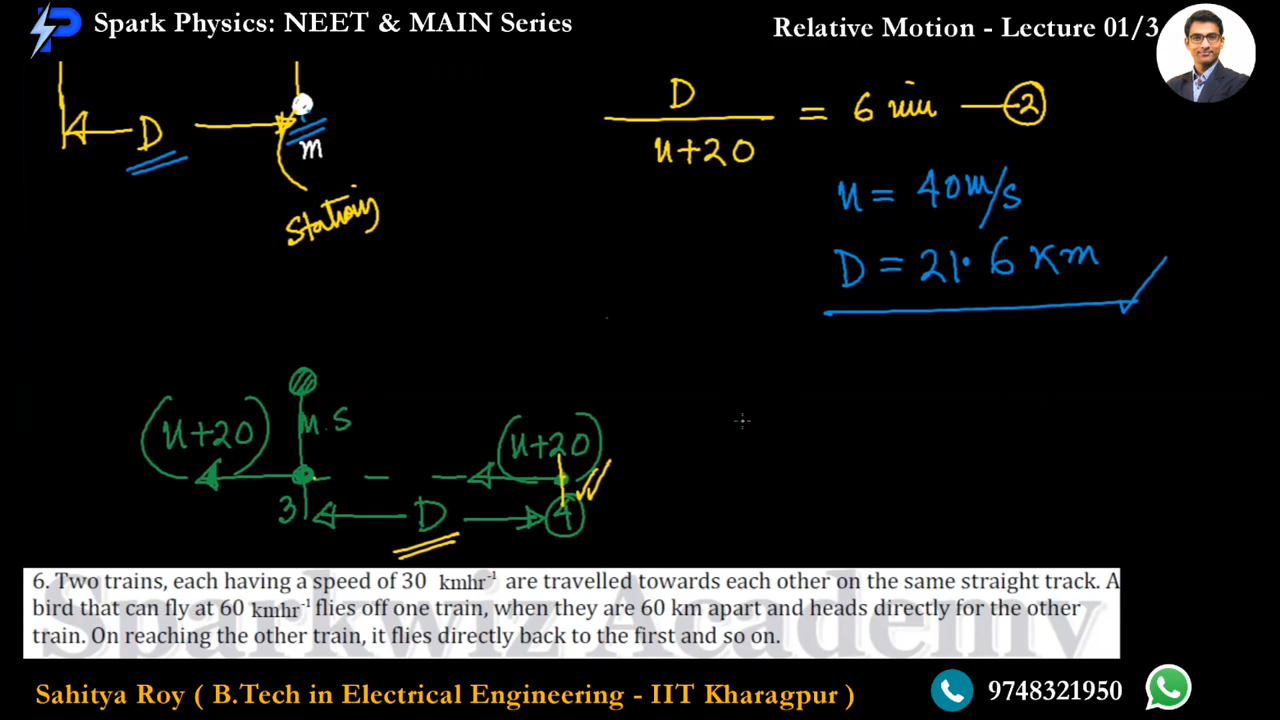 Spark Physics: NEET & MAIN Series
Relative Motion - Lecture 01/3
D
D
m
Station
D
u+20
= 6 min
2
u = 40m/s
D = 21.6 Km
(u+20)
M.S
(u+20)
3
D
4
6. Two trains, each having a speed of 30 kmhr⁻¹ are travelled towards each other on the same straight track. A
bird that can fly at 60 kmhr⁻¹ flies off one train, when they are 60 km apart and heads directly for the other
train. On reaching the other train, it flies directly back to the first and so on.
Sparkwiz Academy
Sahitya Roy ( B.Tech in Electrical Engineering - IIT Kharagpur )
9748321950